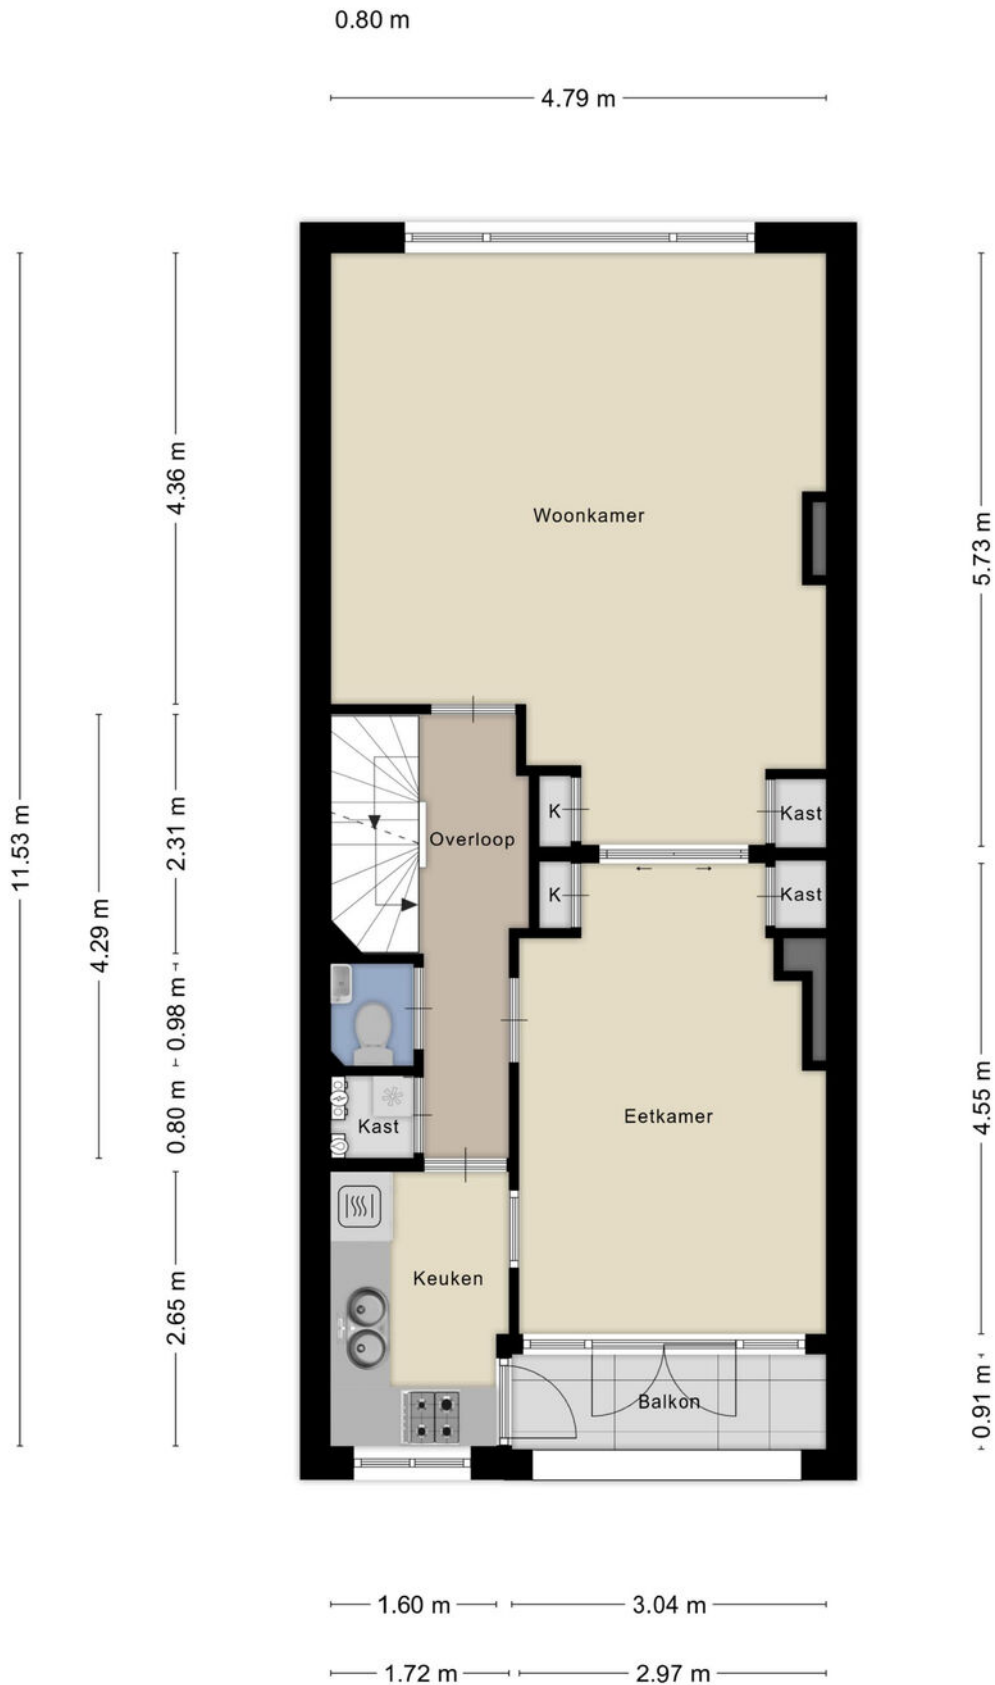 0.80 m
4.79 m
4.36 m
5.73 m
Woonkamer
11.53 m
4.29 m
2.31 m
Overloop
K
Kast
K
Kast
0.98 m
0.80 m
Kast
Eetkamer
4.55 m
Keuken
2.65 m
Balkon
0.91 m
1.60 m
3.04 m
1.72 m
2.97 m